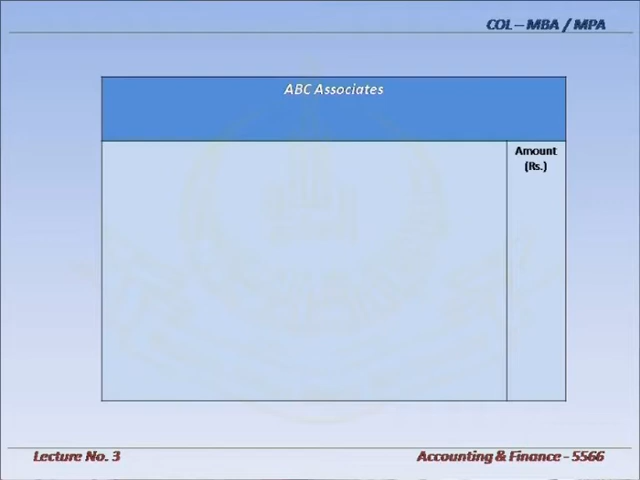 COL – MBA / MPA
ABC Associates
Amount
(Rs.)
Lecture No. 3
Accounting & Finance - 5566